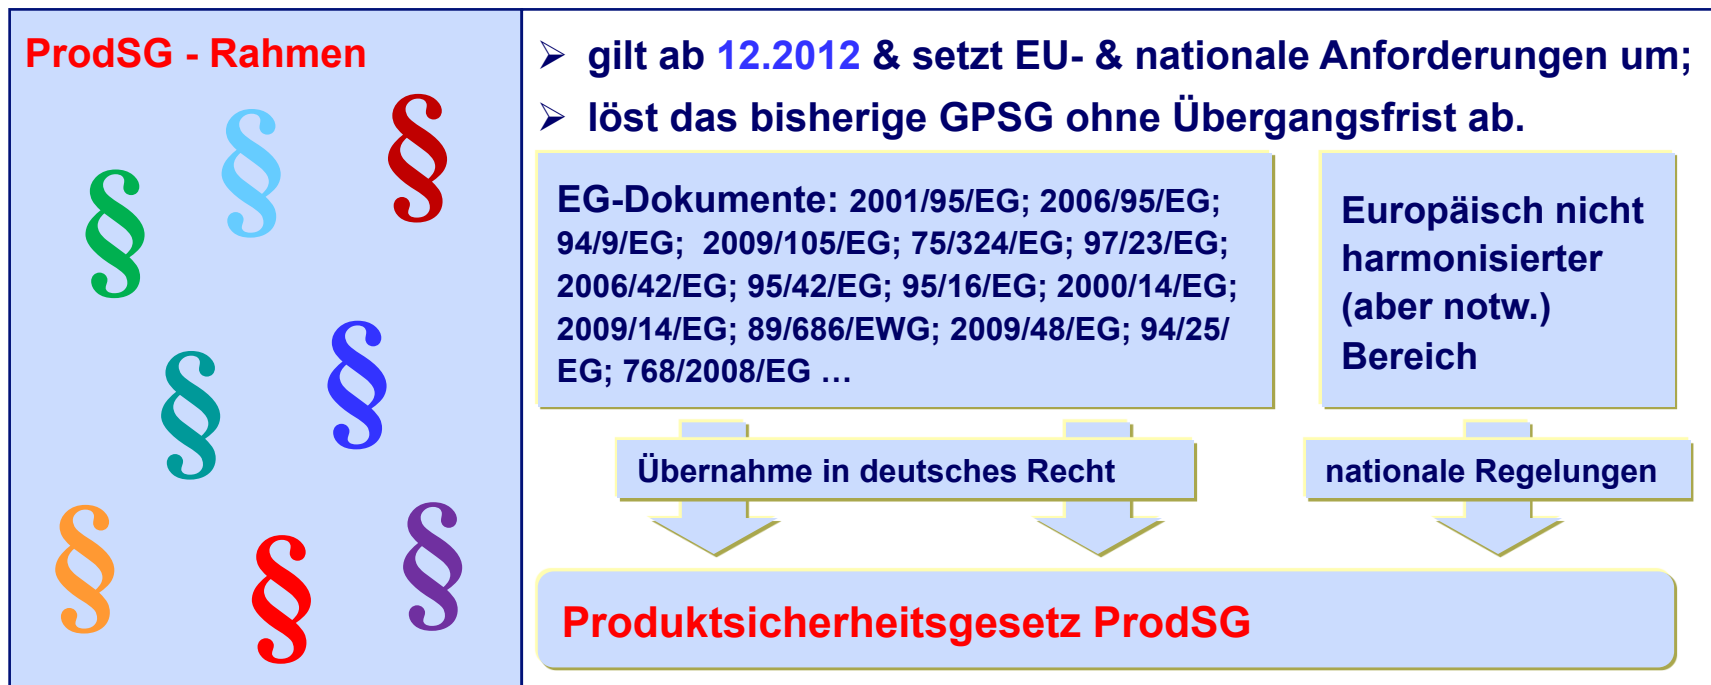 ProdSG - Rahmen
§
§
§
§
§
§
§
§
➢ gilt ab 12.2012 & setzt EU- & nationale Anforderungen um;
➢ löst das bisherige GPSG ohne Übergangsfrist ab.
EG-Dokumente: 2001/95/EG; 2006/95/EG;
94/9/EG; 2009/105/EG; 75/324/EG; 97/23/EG;
2006/42/EG; 95/42/EG; 95/16/EG; 2000/14/EG;
2009/14/EG; 89/686/EWG; 2009/48/EG; 94/25/
EG; 768/2008/EG …
Europäisch nicht
harmonisierter
(aber notw.)
Bereich
Übernahme in deutsches Recht
nationale Regelungen
Produktsicherheitsgesetz ProdSG